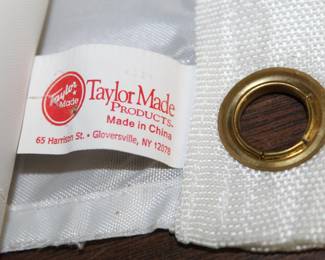 Taylor
Made
Taylor Made
PRODUCTS®
Made in China
65 Harrison St. • Gloversville, NY 12078